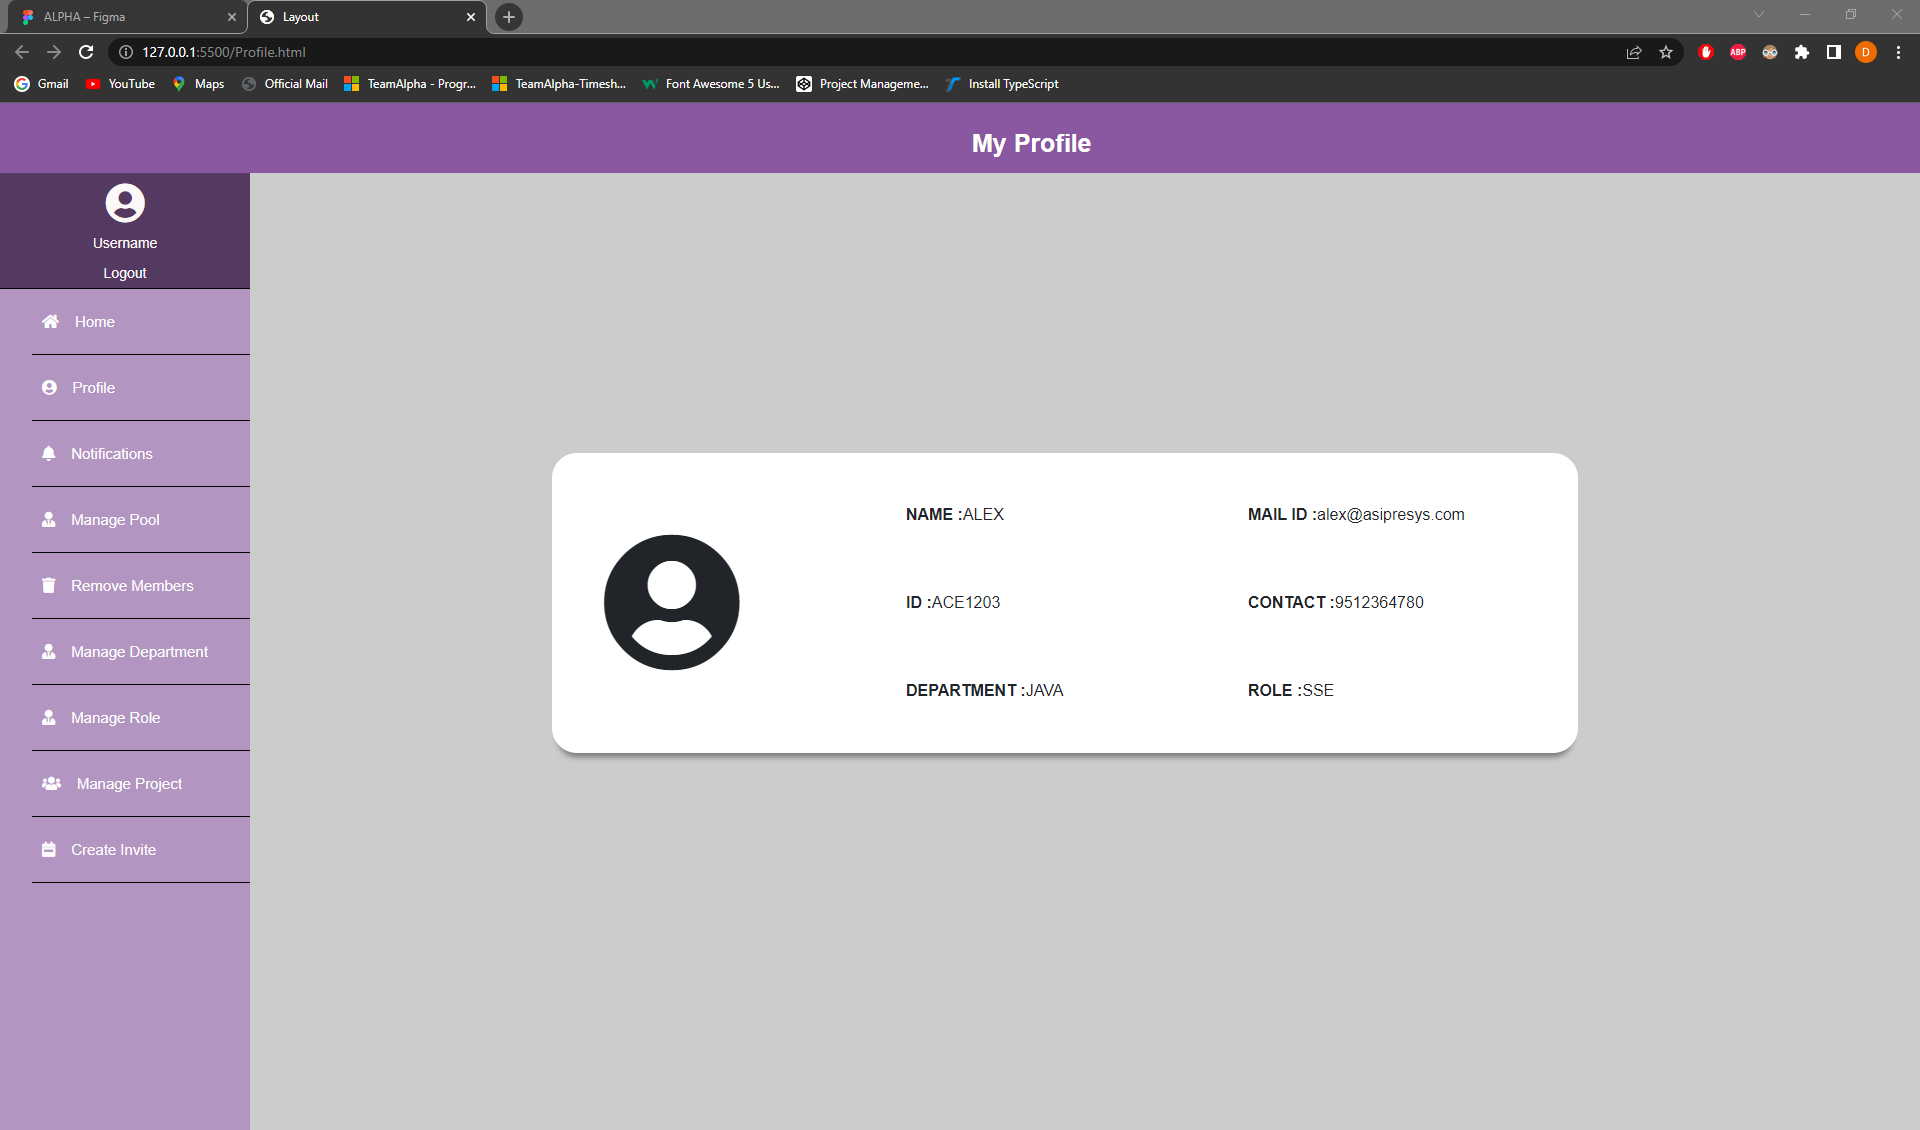 ALPHA – Figma
Layout
127.0.0.1:5500/Profile.html
ABP
D
Gmail
YouTube
Maps
Official Mail
TeamAlpha - Progr...
TeamAlpha-Timesh...
Font Awesome 5 Us...
Project Manageme...
Install TypeScript
My Profile
Username
Logout
Home
Profile
Notifications
Manage Pool
Remove Members
Manage Department
Manage Role
Manage Project
Create Invite
NAME :ALEX
MAIL ID :alex@asipresys.com
ID :ACE1203
CONTACT :9512364780
DEPARTMENT :JAVA
ROLE :SSE